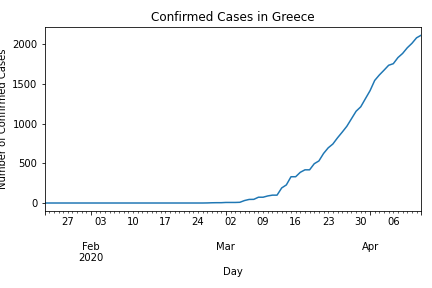 Confirmed Cases in Greece
Number of Confirmed Cases
2000
1500
1000
500
0
27 03 10 17 24 02 09 16 23 30 06
Feb Mar Apr
2020
Day